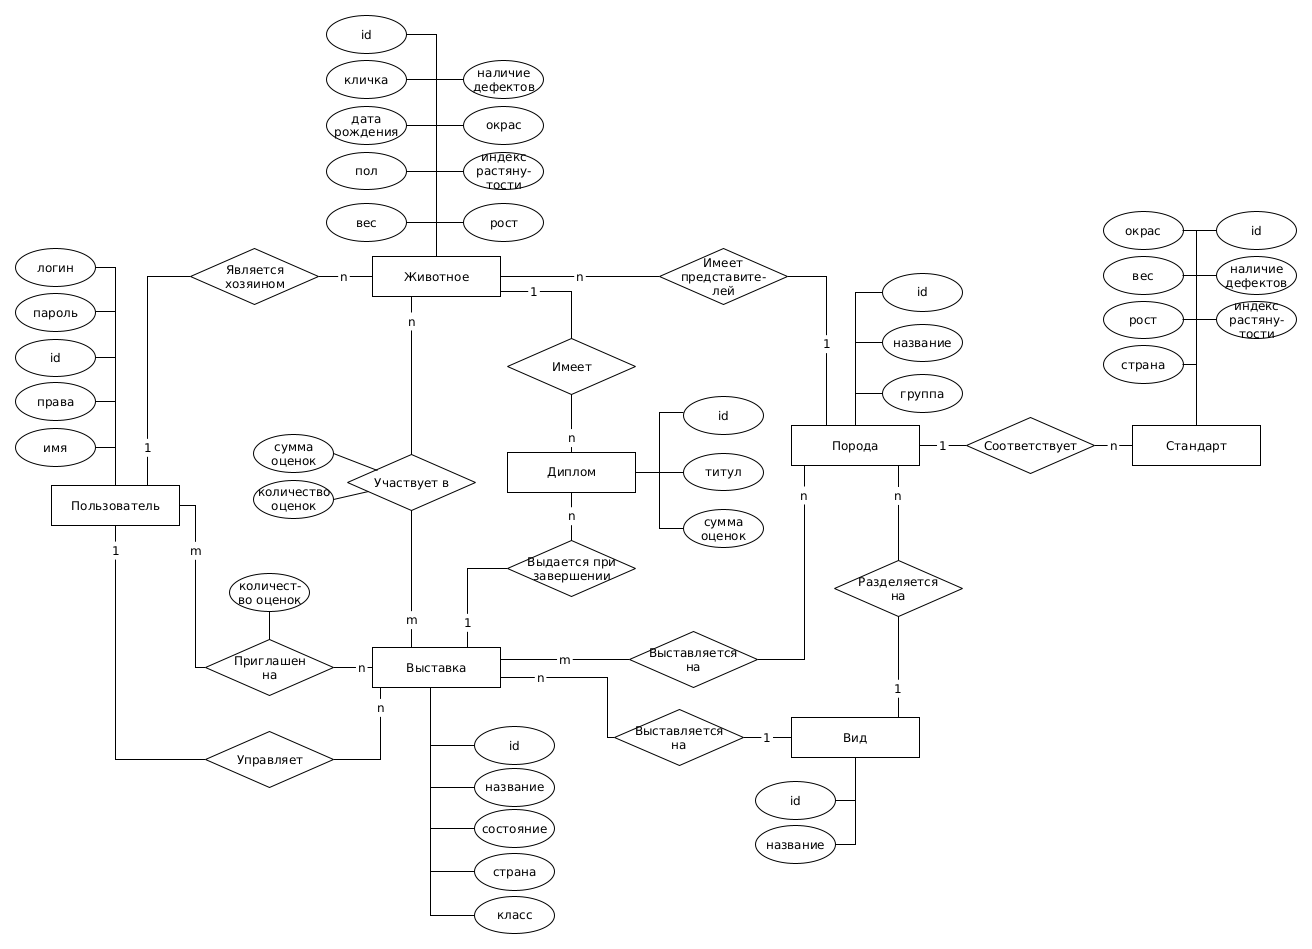 id
кличка
наличие
дефектов
дата
рождения
окрас
пол
индекс
растяну-
тости
вес
рост
Является
хозяином
n
Животное
n
Имеет
представите-
лей
1
1
n
Имеет
n
логин
пароль
id
права
имя
1
Пользователь
id
название
группа
окрас
id
вес
наличие
дефектов
рост
индекс
растяну-
тости
страна
Порода
1
Соответствует
n
Стандарт
сумма
оценок
количество
оценок
Участвует в
Диплом
id
титул
сумма
оценок
n
Выдается при
завершении
1
m
1
m
количест-
во оценок
Приглашен
на
n
Выставка
m
Выставляется
на
n
n
Разделяется
на
1
n
Выставляется
на
1
Вид
n
Управляет
id
название
состояние
страна
класс
id
название